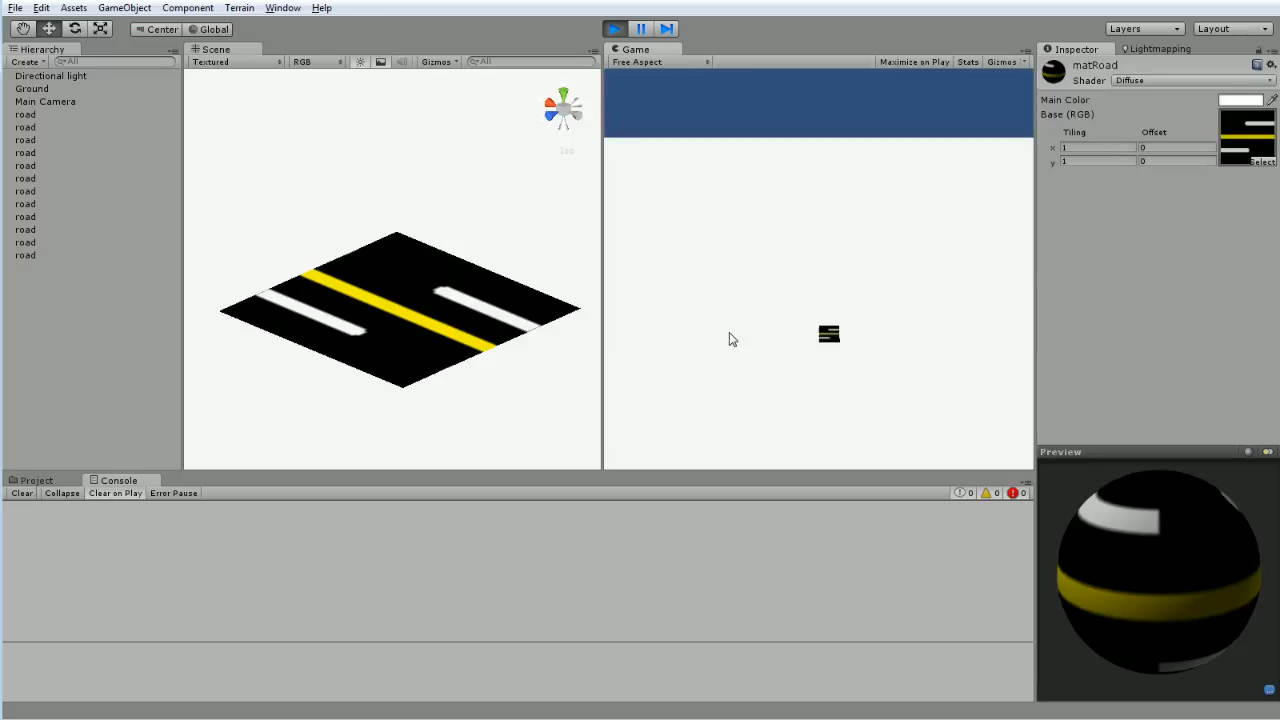 File Edit Assets GameObject Component Terrain Window Help
Center Global Layers Layout
Hierarchy Scene Game Inspector Lightmapping
Create All Textured RGB Gizmos All Free Aspect Maximize on Play Stats Gizmos
matRoad
Shader Diffuse
Directional light
Ground
Main Camera
road
road
road
road
road
road
road
road
road
road
road
road
Main Color
Base (RGB)
Tiling Offset
x 1 0
y 1 0
Select
Iso
Preview
Project Console
Clear Collapse Clear on Play Error Pause 0 0 0